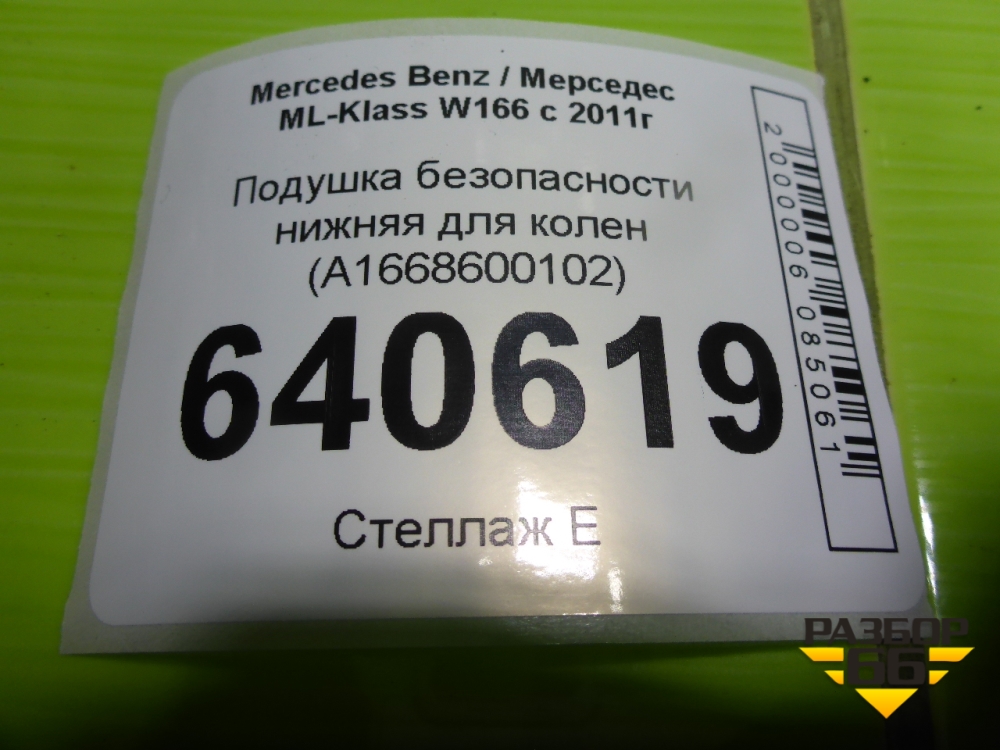 Mercedes Benz / Мерседес
ML-Klass W166 с 2011г
Подушка безопасности
нижняя для колен
(A1668600102)
640619
Стеллаж Е
2000006085061
РАЗБОР
66